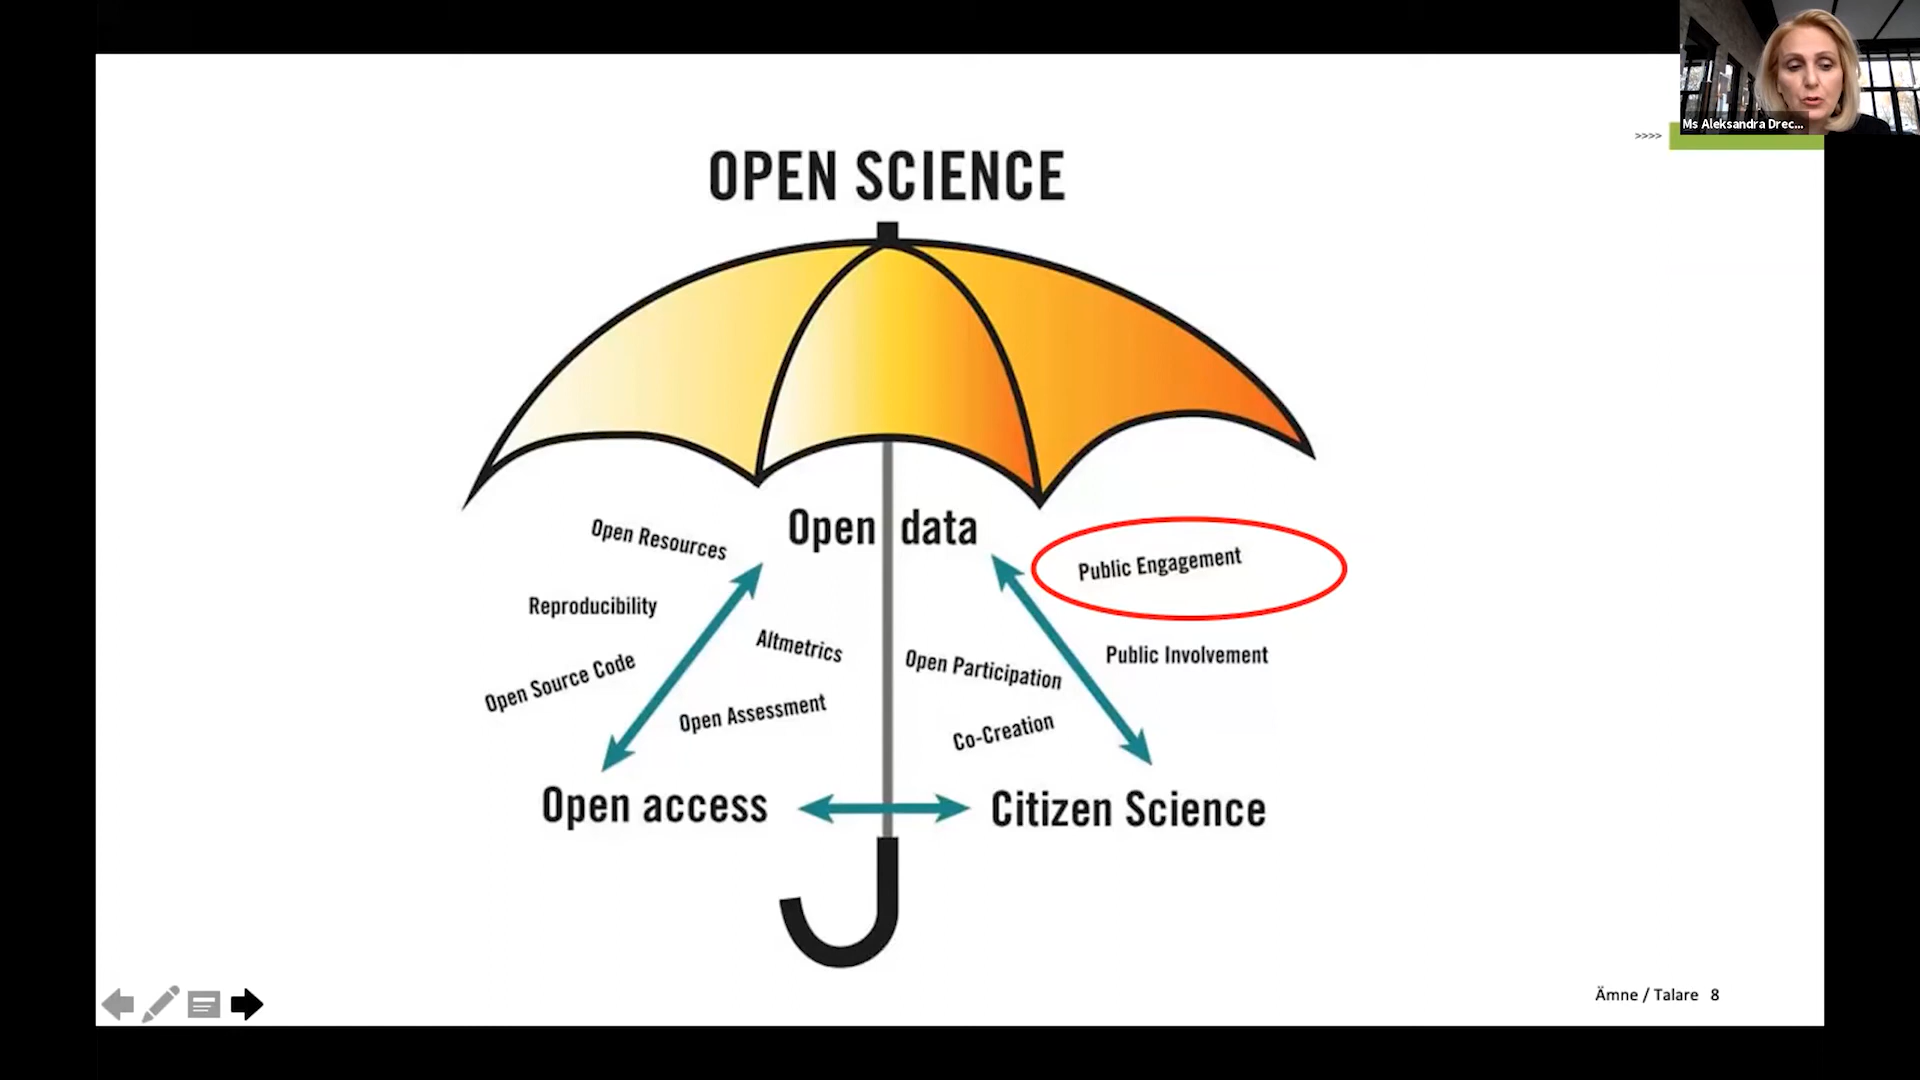 Ms Aleksandra Drec...
>>>>
OPEN SCIENCE
Open data
Open Resources
Public Engagement
Reproducibility
Altmetrics
Open Participation
Public Involvement
Open Source Code
Open Assessment
Co-Creation
Open access
Citizen Science
Ämne / Talare 8